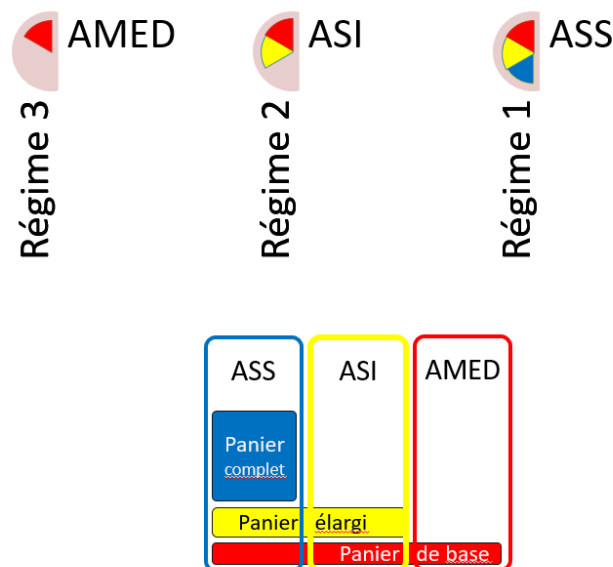 AMED
ASI
ASS
Régime 3
Régime 2
Régime 1
ASS
ASI
AMED
Panier
complet
Panier élargi
Panier de base